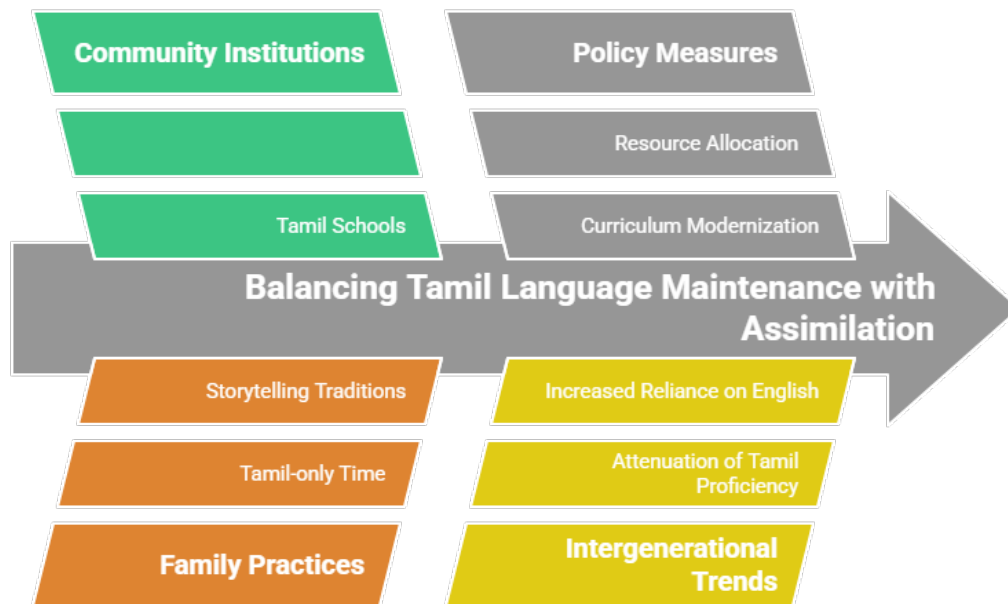 Community Institutions
Policy Measures
Resource Allocation
Tamil Schools
Curriculum Modernization
Balancing Tamil Language Maintenance with
Assimilation
Storytelling Traditions
Increased Reliance on English
Tamil-only Time
Attenuation of Tamil
Proficiency
Family Practices
Intergenerational
Trends